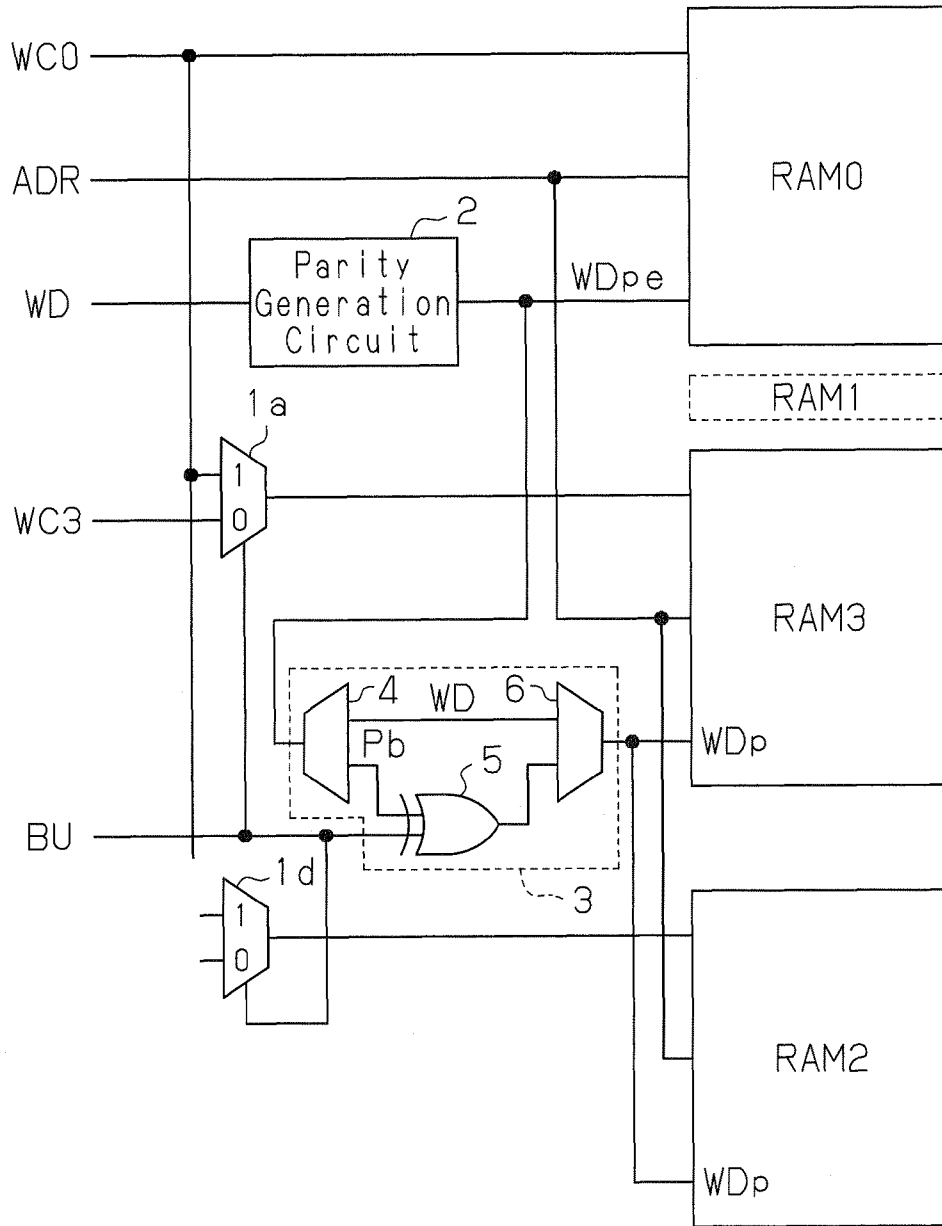 WC0
ADR
RAM0
2
Parity
Generation
Circuit
WDpe
WD
RAM1
1a
1
0
WC3
RAM3
4
WD
6
Pb
5
WDp
BU
1d
3
1
0
RAM2
WDp